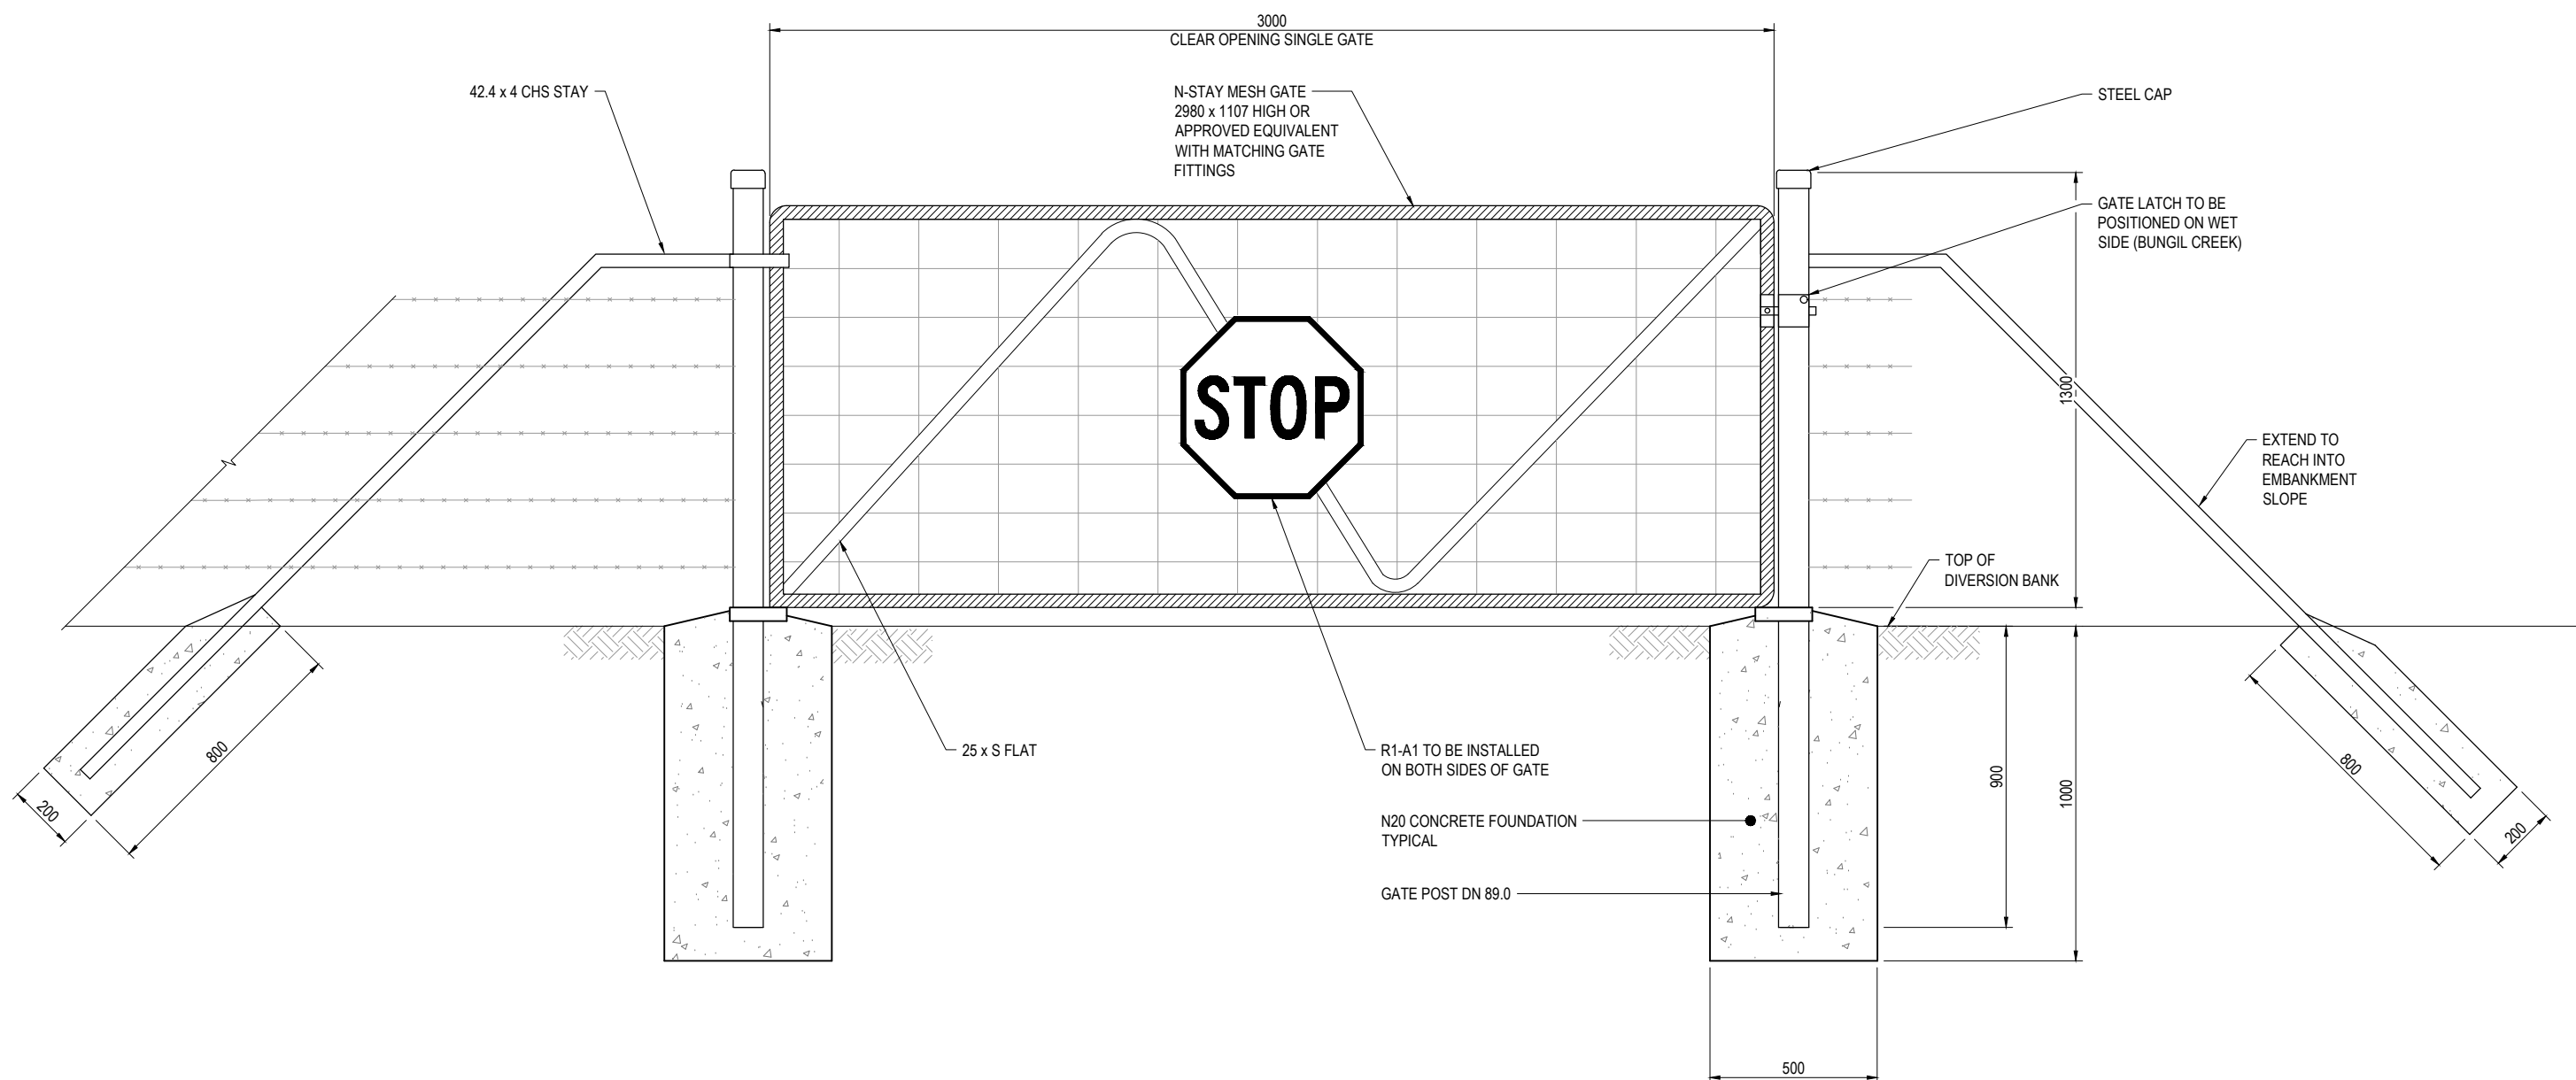 3000
CLEAR OPENING SINGLE GATE
42.4 x 4 CHS STAY
N-STAY MESH GATE
2980 x 1107 HIGH OR
APPROVED EQUIVALENT
WITH MATCHING GATE
FITTINGS
STEEL CAP
GATE LATCH TO BE
POSITIONED ON WET
SIDE (BUNGIL CREEK)
1300
STOP
EXTEND TO
REACH INTO
EMBANKMENT
SLOPE
TOP OF
DIVERSION BANK
800
200
25 x S FLAT
R1-A1 TO BE INSTALLED
ON BOTH SIDES OF GATE
N20 CONCRETE FOUNDATION
TYPICAL
GATE POST DN 89.0
900
1000
800
200
500